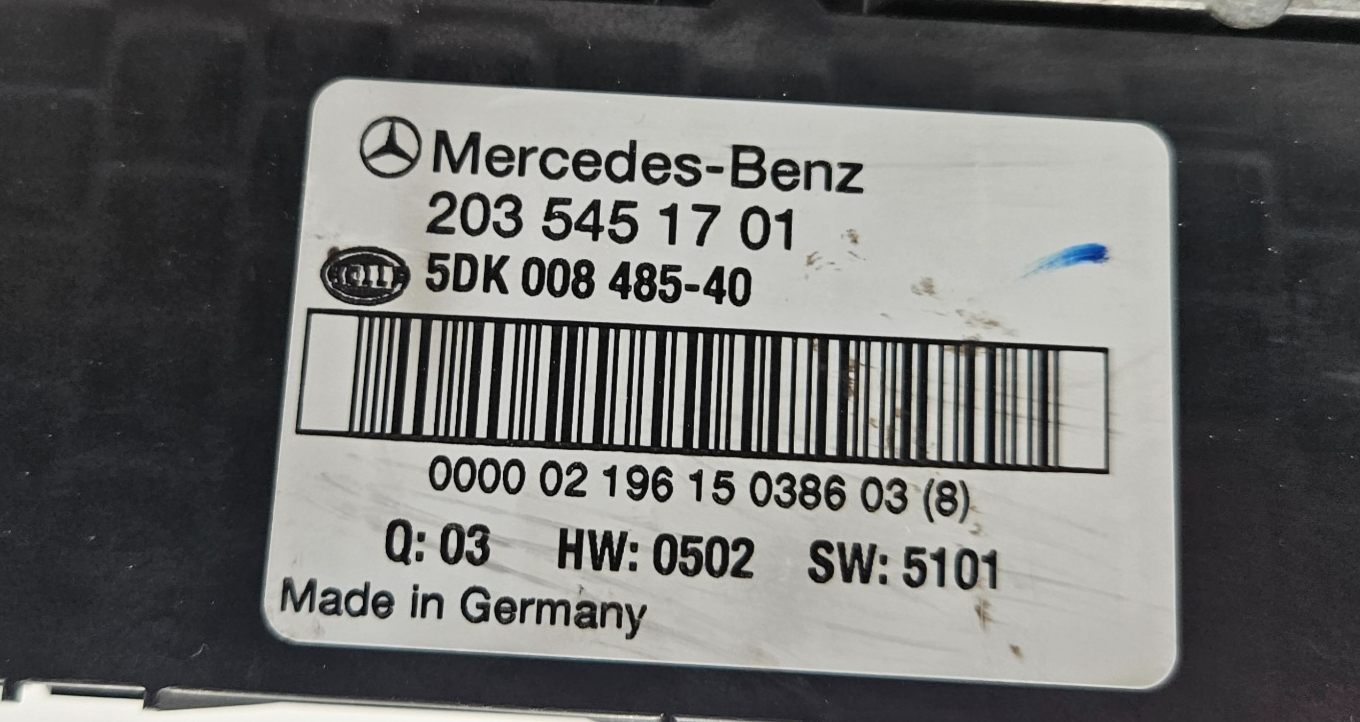 Mercedes-Benz
203 545 17 01
HELLA 5DK 008 485-40
0000 02 196 15 0386 03 (8)
Q: 03 HW: 0502 SW: 5101
Made in Germany